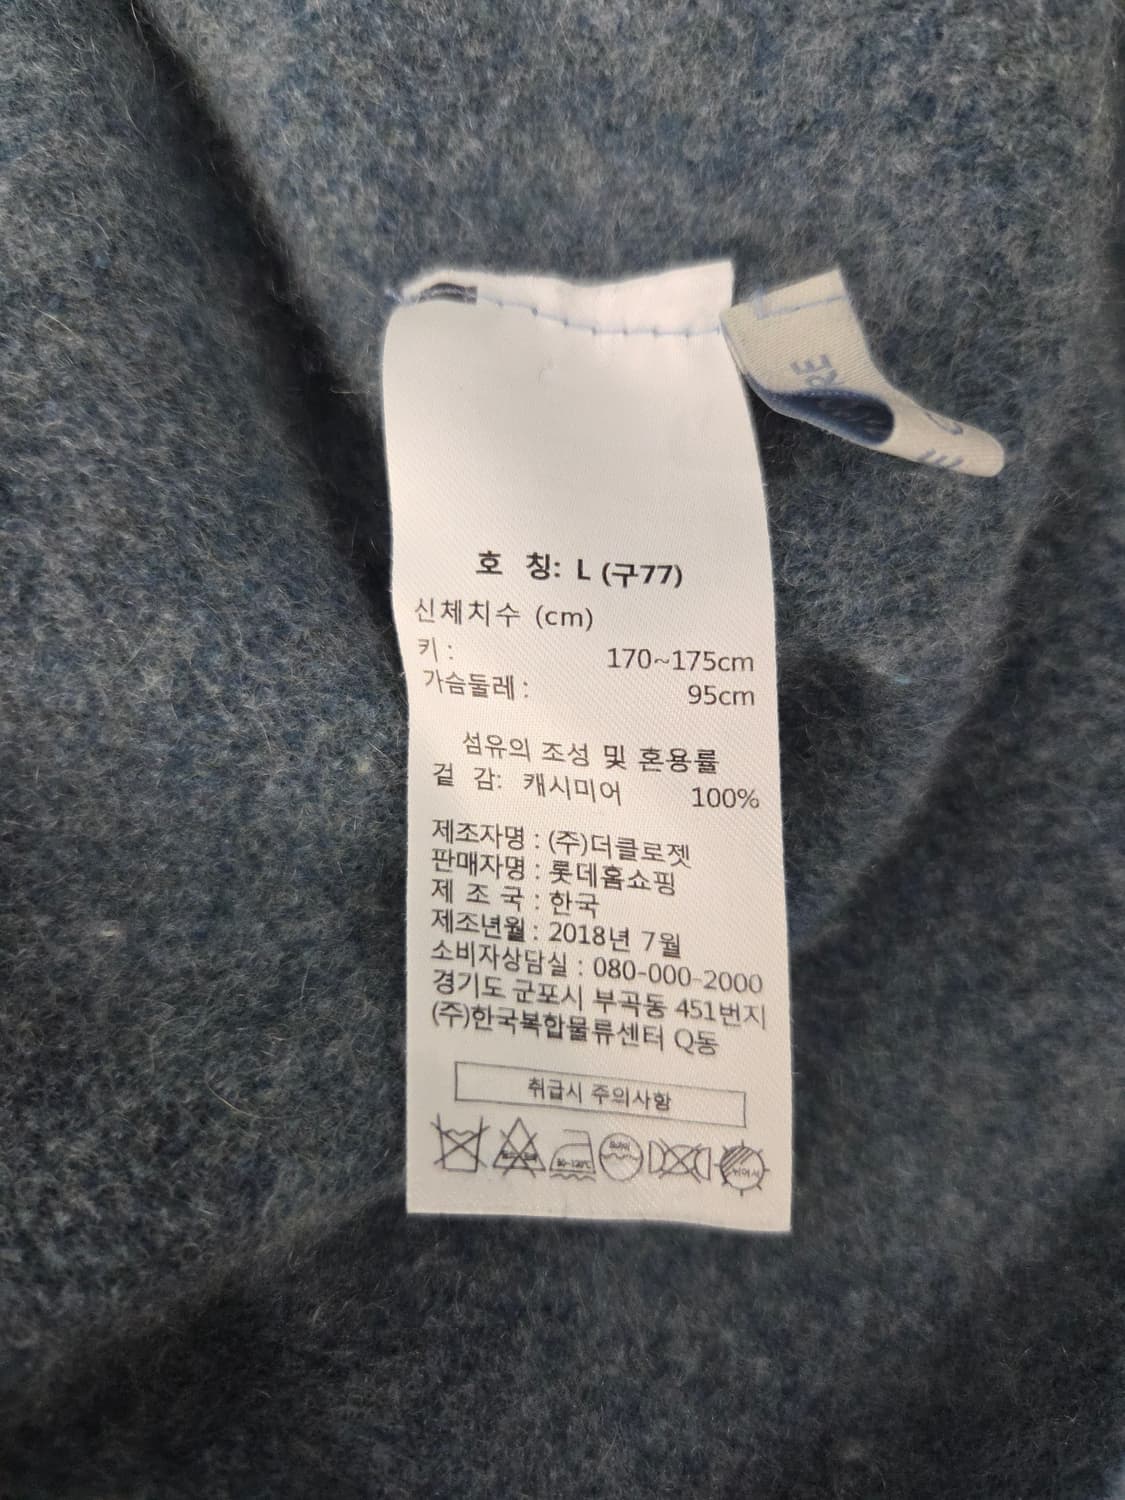 호 칭: L (구77)
신체치수 (cm)
키 : 170~175cm
가슴둘레 : 95cm
섬유의 조성 및 혼용률
겉 감: 캐시미어 100%
제조자명 : (주)더클로젯
판매자명 : 롯데홈쇼핑
제 조 국 : 한국
제조년월 : 2018년 7월
소비자상담실 : 080-000-2000
경기도 군포시 부곡동 451번지
(주)한국복합물류센터 Q동
취급시 주의사항
80~120℃
뉘어서